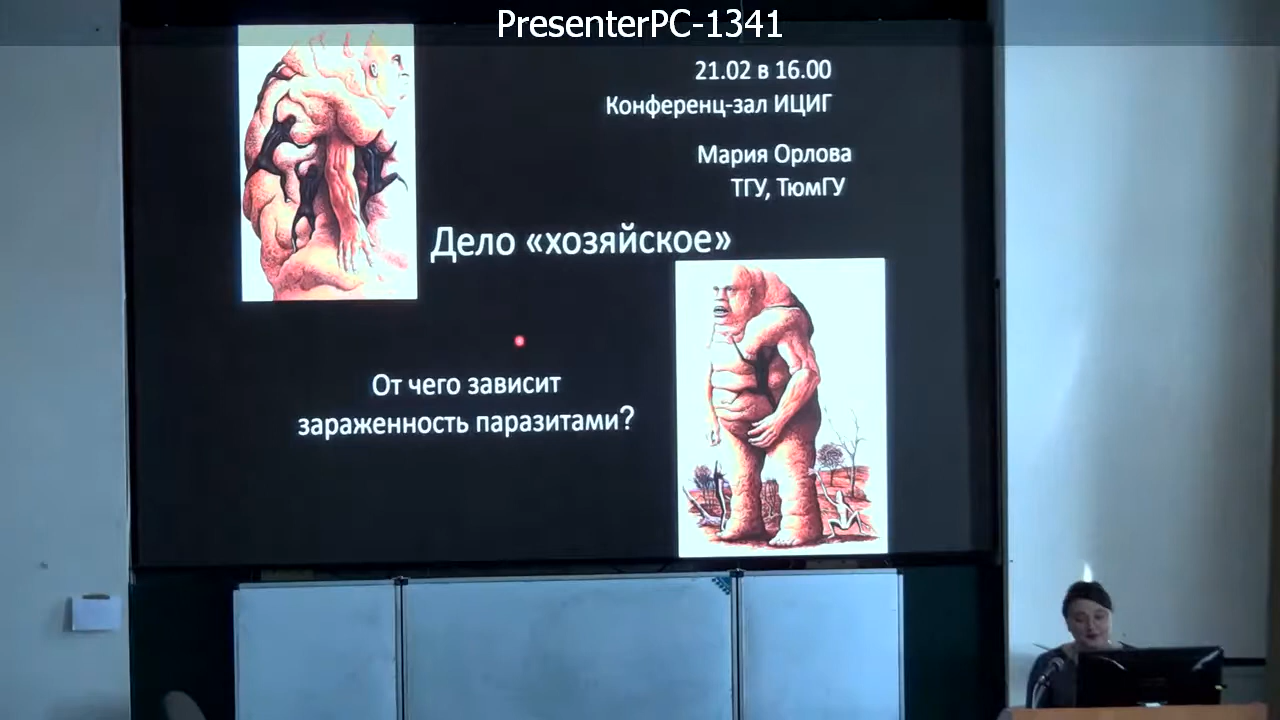 PresenterPC-1341
21.02 в 16.00
Конференц-зал ИЦИГ
Мария Орлова
ТГУ, ТюмГУ
Дело «хозяйское»
От чего зависит
зараженность паразитами?